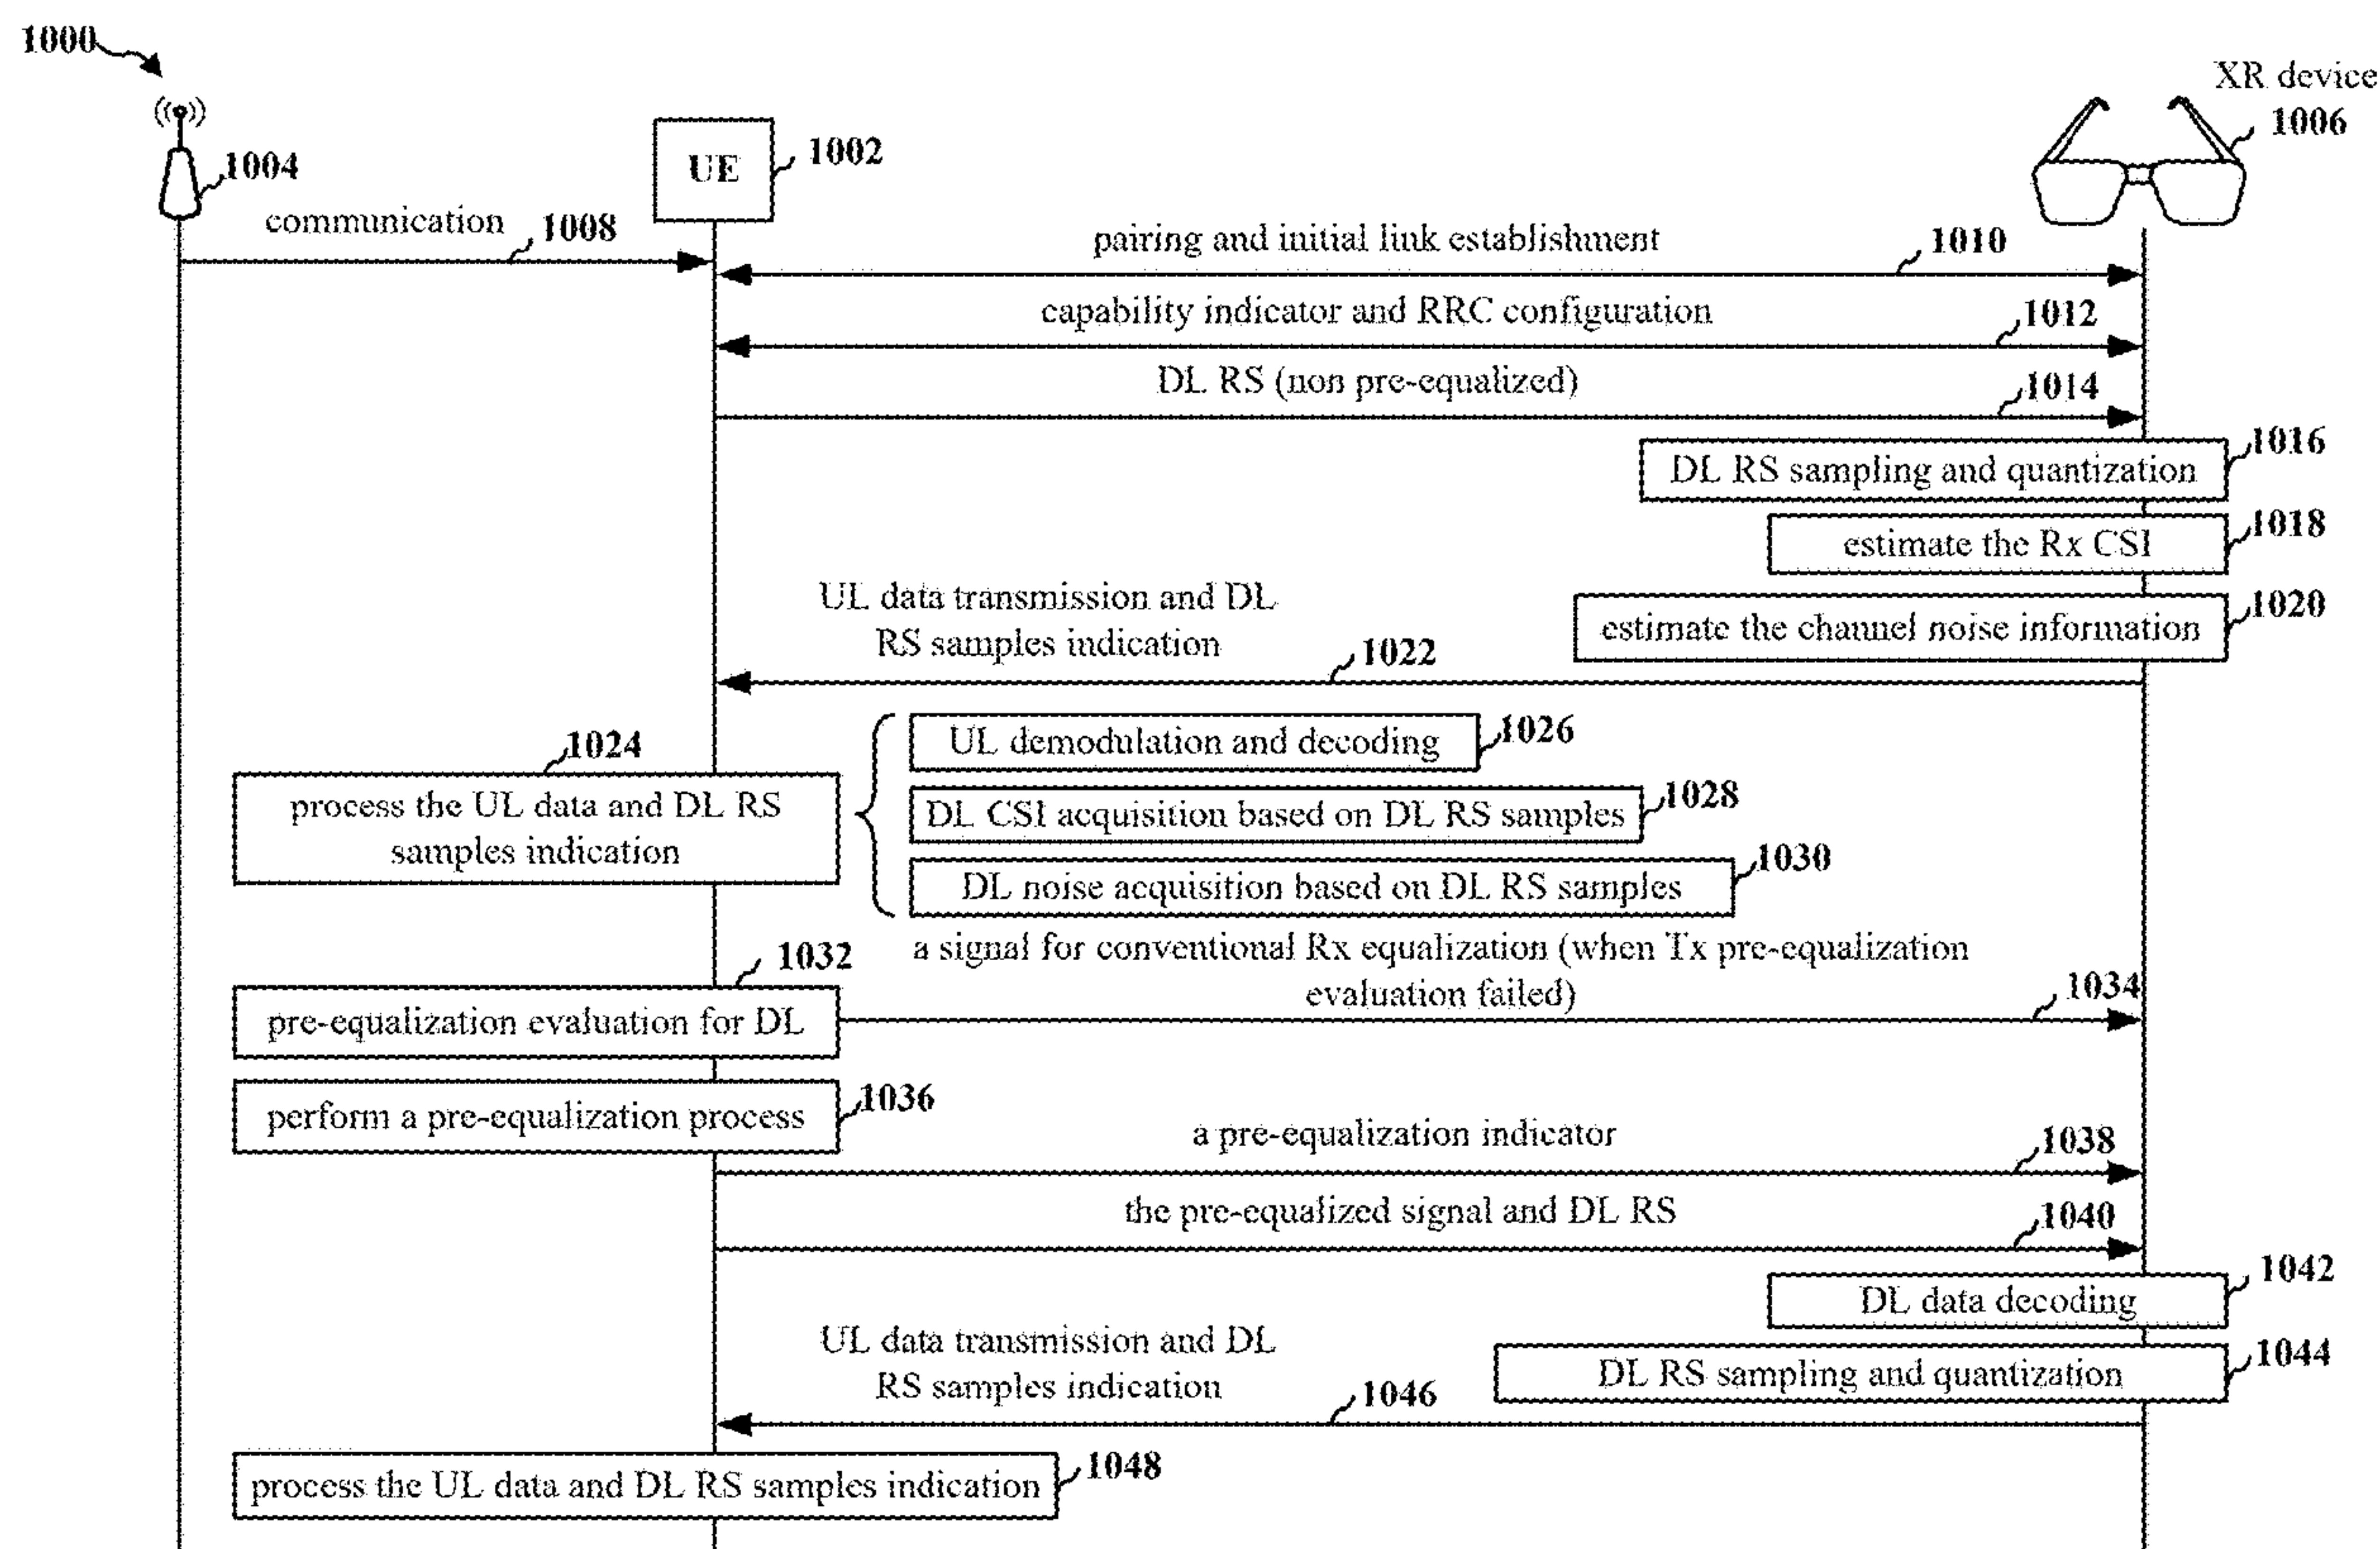 1000
XR device
1006
1004
UE
1002
communication
1008
pairing and initial link establishment
1010
capability indicator and RRC configuration
1012
DL RS (non pre-equalized)
1014
DL RS sampling and quantization
1016
estimate the Rx CSI
1018
UL data transmission and DL
RS samples indication
estimate the channel noise information
1020
1022
1024
process the UL data and DL RS
samples indication
UL demodulation and decoding
1026
DL CSI acquisition based on DL RS samples
1028
DL noise acquisition based on DL RS samples
1030
1032
pre-equalization evaluation for DL
a signal for conventional Rx equalization (when Tx pre-equalization
evaluation failed)
1034
perform a pre-equalization process
1036
a pre-equalization indicator
1038
the pre-equalized signal and DL RS
1040
DL data decoding
1042
UL data transmission and DL
RS samples indication
DL RS sampling and quantization
1044
1046
process the UL data and DL RS samples indication
1048